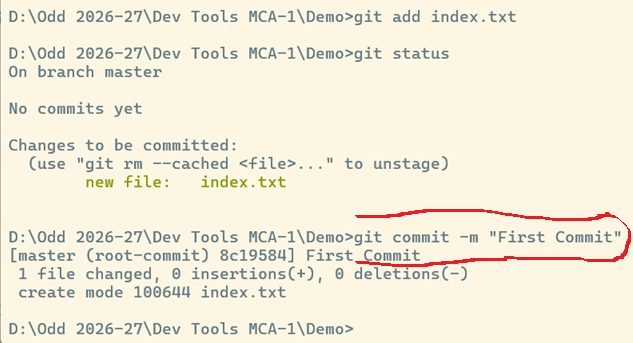 D:\Odd 2026-27\Dev Tools MCA-1\Demo>git add index.txt
D:\Odd 2026-27\Dev Tools MCA-1\Demo>git status
On branch master
No commits yet
Changes to be committed:
  (use "git rm --cached <file>..." to unstage)
        new file:   index.txt
D:\Odd 2026-27\Dev Tools MCA-1\Demo>git commit -m "First Commit"
[master (root-commit) 8c19584] First Commit
 1 file changed, 0 insertions(+), 0 deletions(-)
 create mode 100644 index.txt
D:\Odd 2026-27\Dev Tools MCA-1\Demo>